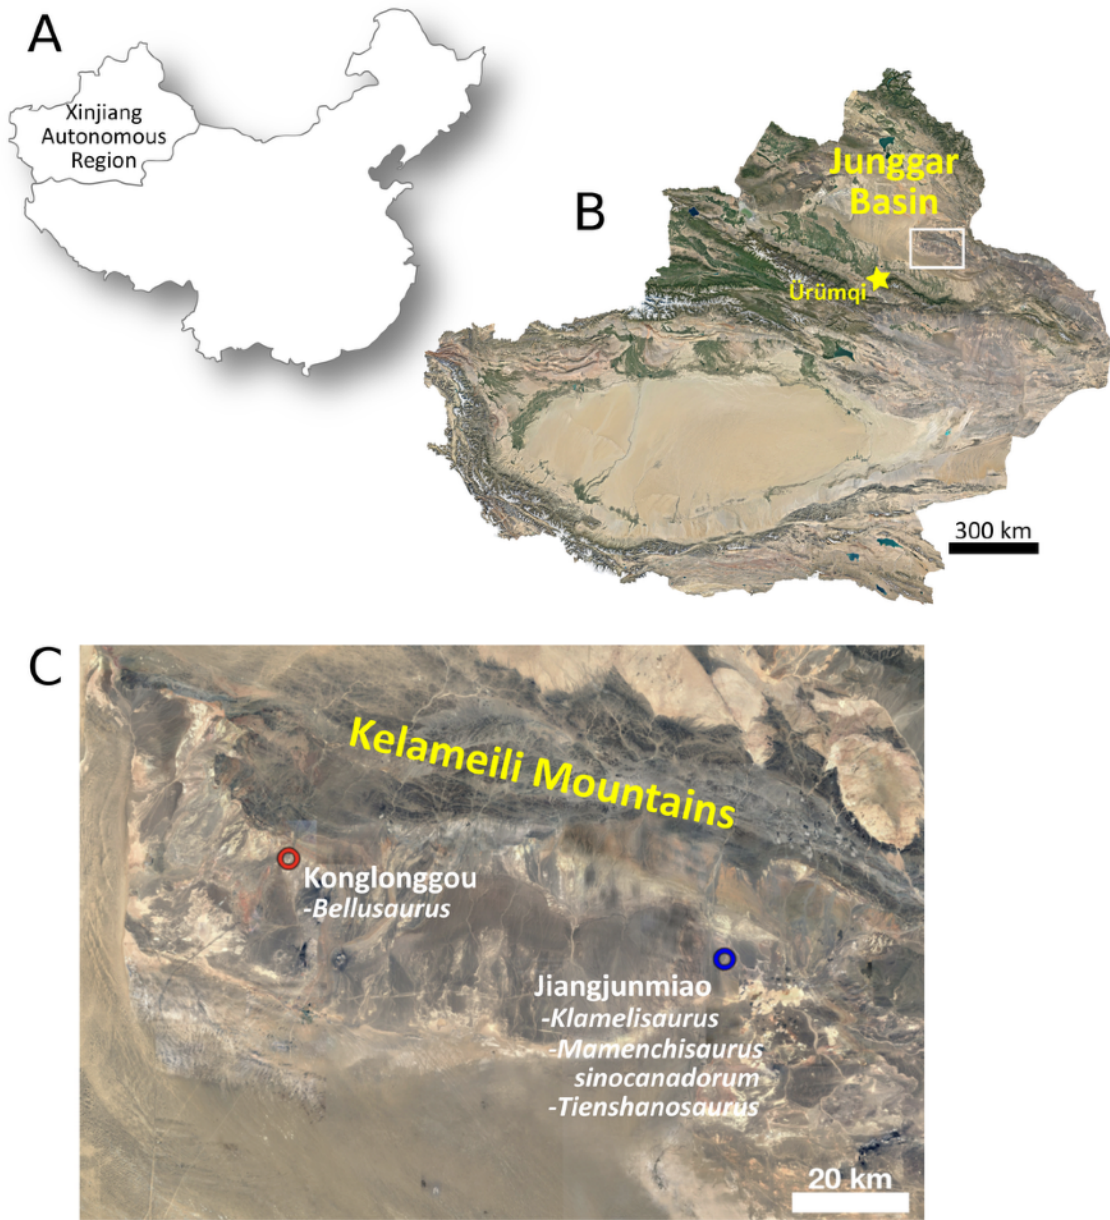 A
Xinjiang
Autonomous
Region
B
Junggar
Basin
Ürümqi
300 km
C
Kelameili Mountains
Konglonggou
-Bellusaurus
Jiangjunmiao
-Klamelisaurus
-Mamenchisaurus
sinocanadorum
-Tienshanosaurus
20 km